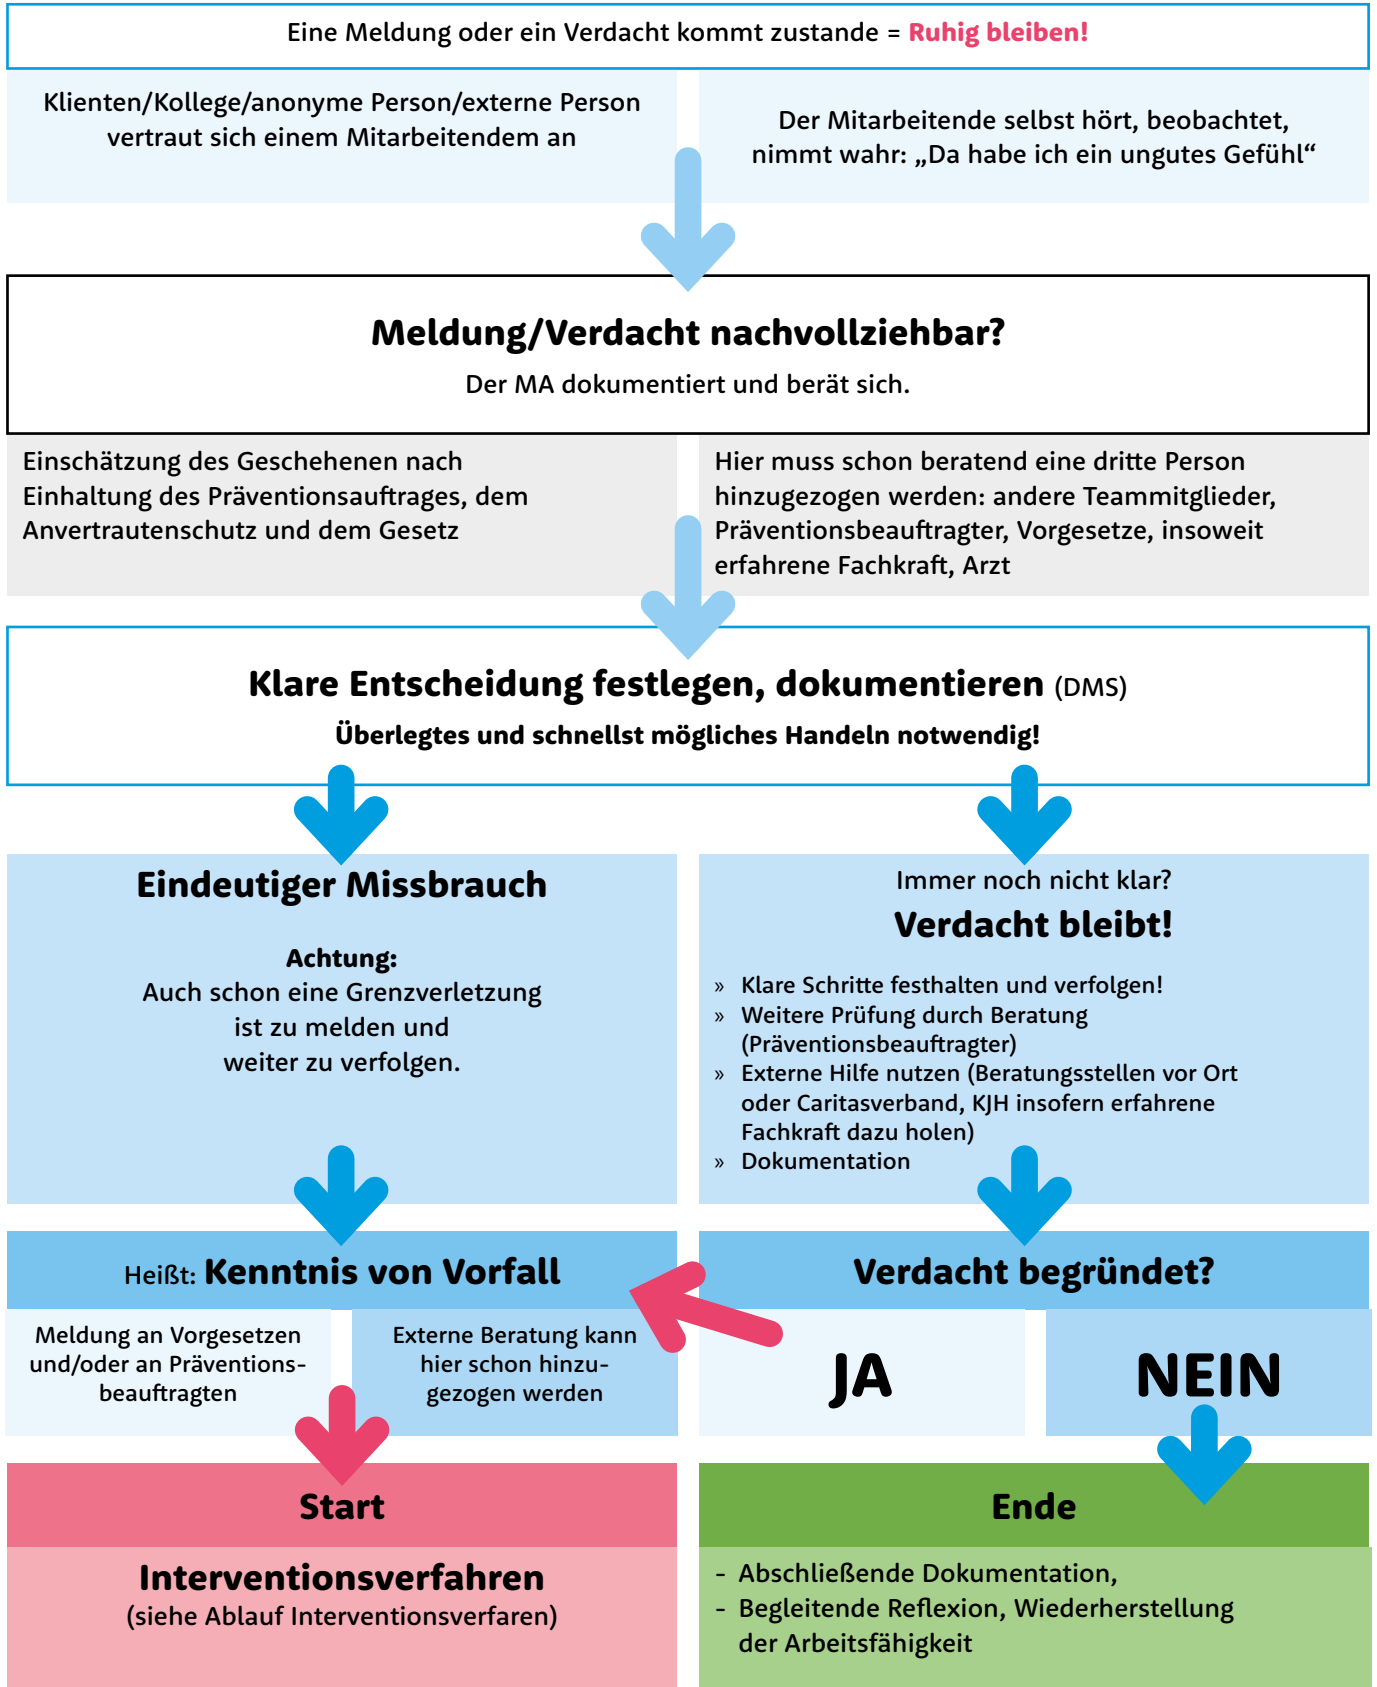 Eine Meldung oder ein Verdacht kommt zustande = Ruhig bleiben!
Klienten/Kollege/anonyme Person/externe Person
vertraut sich einem Mitarbeitendem an
Der Mitarbeitende selbst hört, beobachtet,
nimmt wahr: „Da habe ich ein ungutes Gefühl“
Meldung/Verdacht nachvollziehbar?
Der MA dokumentiert und berät sich.
Einschätzung des Geschehenen nach
Einhaltung des Präventionsauftrages, dem
Anvertrautenschutz und dem Gesetz
Hier muss schon beratend eine dritte Person
hinzugezogen werden: andere Teammitglieder,
Präventionsbeauftragter, Vorgesetze, insoweit
erfahrene Fachkraft, Arzt
Klare Entscheidung festlegen, dokumentieren (DMS)
Überlegtes und schnellst mögliches Handeln notwendig!
Eindeutiger Missbrauch
Achtung:
Auch schon eine Grenzverletzung
ist zu melden und
weiter zu verfolgen.
Immer noch nicht klar?
Verdacht bleibt!
» Klare Schritte festhalten und verfolgen!
» Weitere Prüfung durch Beratung
(Präventionsbeauftragter)
» Externe Hilfe nutzen (Beratungsstellen vor Ort
oder Caritasverband, KJH insofern erfahrene
Fachkraft dazu holen)
» Dokumentation
Heißt: Kenntnis von Vorfall
Meldung an Vorgesetzen
und/oder an Präventions-
beauftragten
Externe Beratung kann
hier schon hinzu-
gezogen werden
Verdacht begründet?
JA
NEIN
Start
Interventionsverfahren
(siehe Ablauf Interventionsverfaren)
Ende
- Abschließende Dokumentation,
- Begleitende Reflexion, Wiederherstellung
der Arbeitsfähigkeit